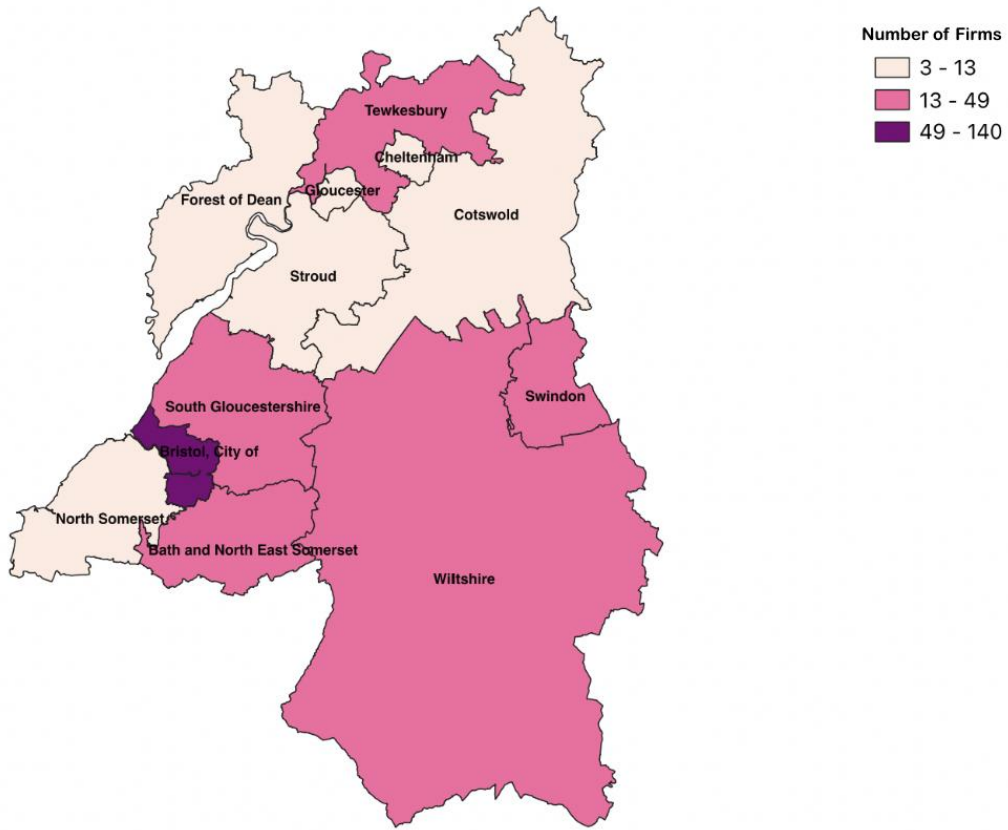 Number of Firms
3 - 13
13 - 49
49 - 140
Tewkesbury
Cheltenham
Gloucester
Forest of Dean
Cotswold
Stroud
Swindon
South Gloucestershire
Bristol, City of
North Somerset
Bath and North East Somerset
Wiltshire